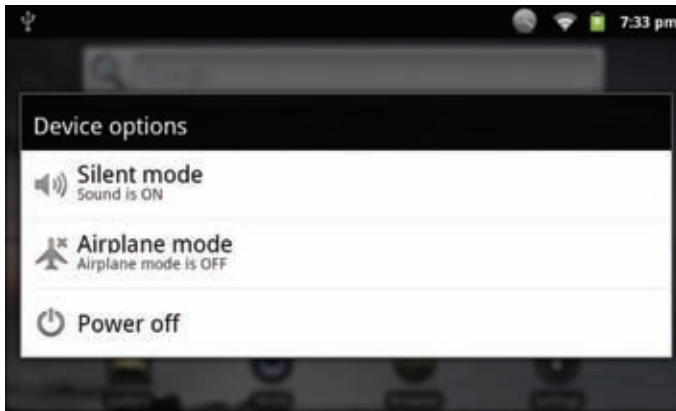 7:33 pm
Device options
Silent mode
Sound is ON
Airplane mode
Airplane mode is OFF
Power off